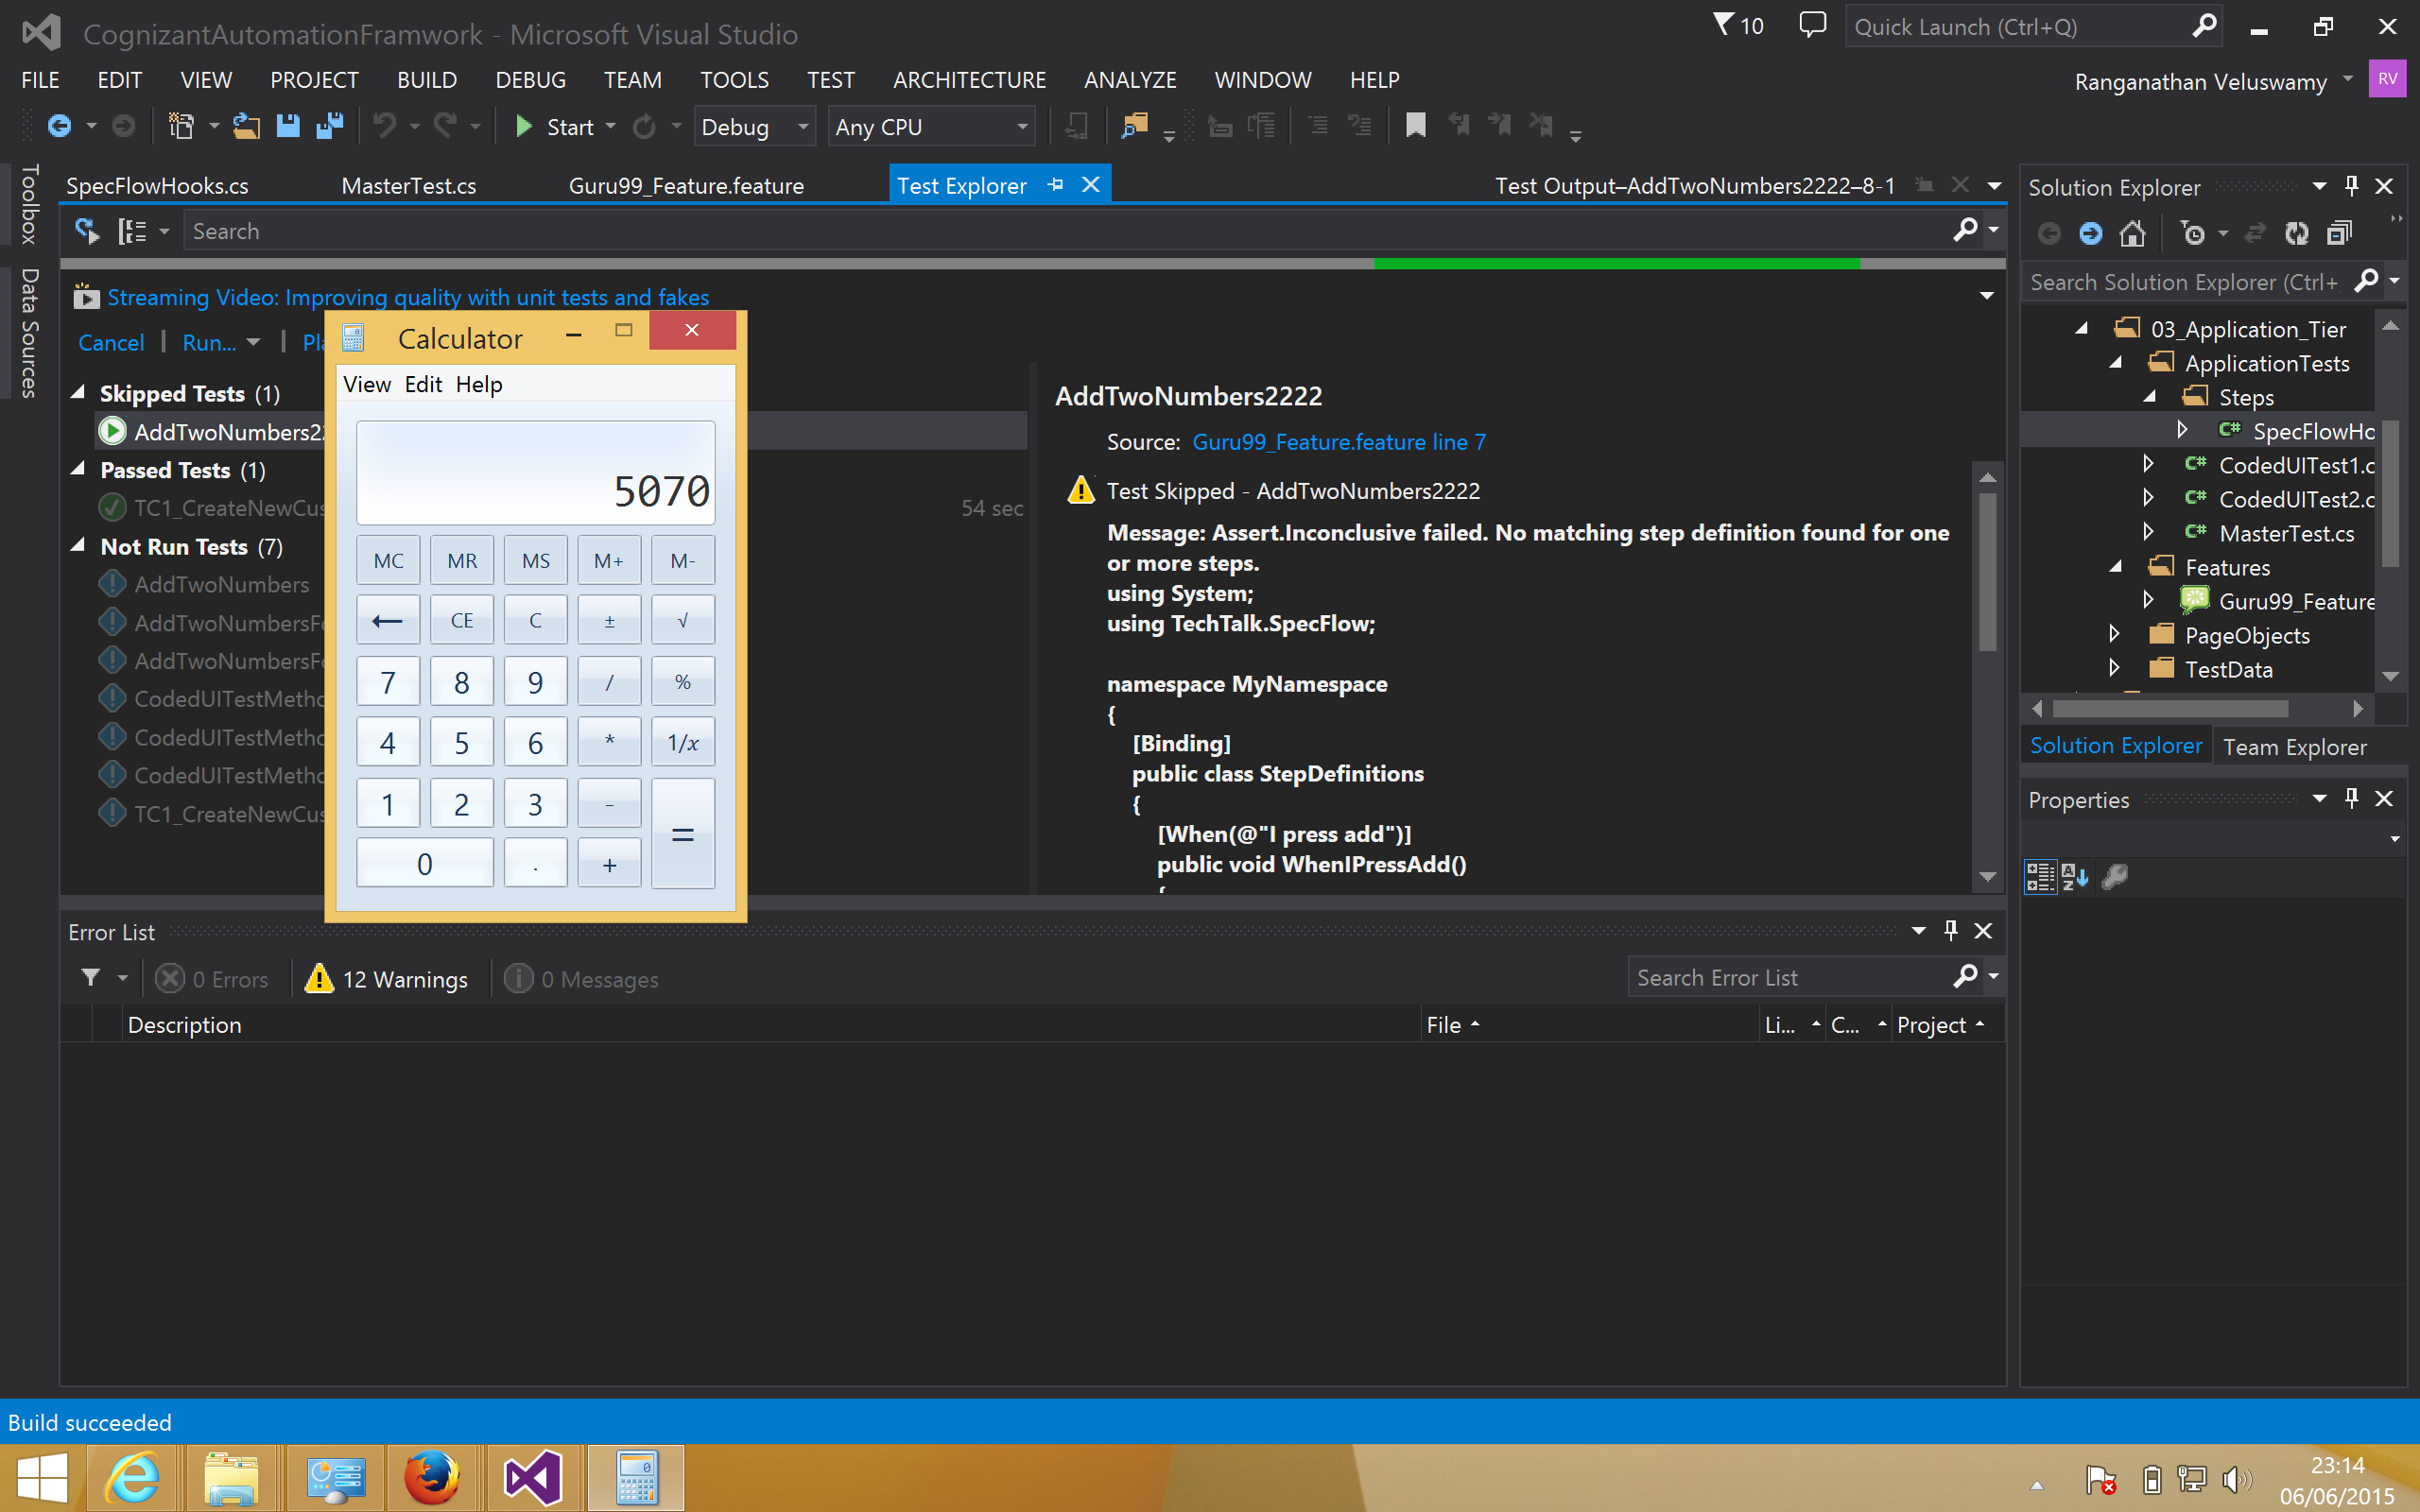 CognizantAutomationFramwork - Microsoft Visual Studio
10
Quick Launch (Ctrl+Q)
FILE EDIT VIEW PROJECT BUILD DEBUG TEAM TOOLS TEST ARCHITECTURE ANALYZE WINDOW HELP
Ranganathan Veluswamy
RV
Start Debug Any CPU
Toolbox
Data Sources
SpecFlowHooks.cs MasterTest.cs Guru99_Feature.feature Test Explorer Test Output–AddTwoNumbers2222–8-1
Search
Streaming Video: Improving quality with unit tests and fakes
Cancel Run...
Skipped Tests (1)
AddTwoNumbers2
Passed Tests (1)
TC1_CreateNewCus
54 sec
Not Run Tests (7)
AddTwoNumbers
AddTwoNumbersFo
AddTwoNumbersFo
CodedUITestMetho
CodedUITestMetho
CodedUITestMetho
TC1_CreateNewCus
Calculator
View Edit Help
5070
MC MR MS M+ M-
← CE C ± √
7 8 9 / %
4 5 6 * 1/x
1 2 3 - =
0 . +
AddTwoNumbers2222
Source: Guru99_Feature.feature line 7
Test Skipped - AddTwoNumbers2222
Message: Assert.Inconclusive failed. No matching step definition found for one
or more steps.
using System;
using TechTalk.SpecFlow;
namespace MyNamespace
{
[Binding]
public class StepDefinitions
{
[When(@"I press add")]
public void WhenIPressAdd()
{
Error List
0 Errors 12 Warnings 0 Messages
Search Error List
Description File Li... C... Project
Solution Explorer
Search Solution Explorer (Ctrl+
03_Application_Tier
ApplicationTests
Steps
C# SpecFlowHo
C# CodedUITest1.c
C# CodedUITest2.c
C# MasterTest.cs
Features
Guru99_Feature
PageObjects
TestData
Solution Explorer Team Explorer
Properties
Build succeeded
23:14
06/06/2015